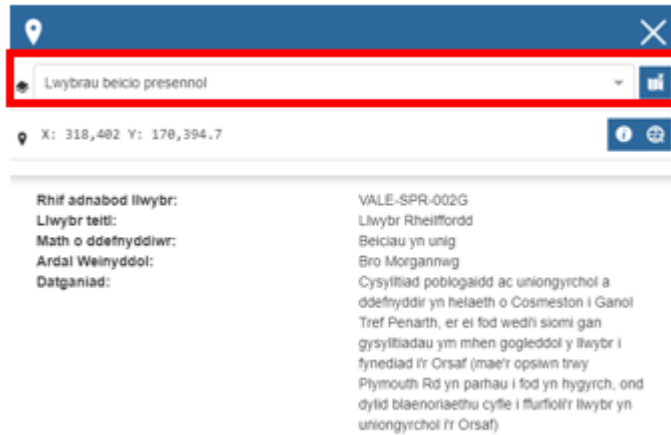 Lwybrau beicio presennol
X: 318,402 Y: 170,394.7
Rhif adnabod llwybr: VALE-SPR-002G
Llwybr teitl: Llwybr Rheilffordd
Math o ddefnyddiwr: Beiciau yn unig
Ardal Weinyddol: Bro Morgannwg
Datganiad: Cysylltiad poblogaidd ac uniongyrchol a
ddefnyddir yn helaeth o Cosmeston i Ganol
Tref Penarth, er ei fod wedi'i siomi gan
gysylltiadau ym mhen gogleddol y llwybr i
fynediad i'r Orsaf (mae'r opsiwn trwy
Plymouth Rd yn parhau i fod yn hygyrch, ond
dylid blaenoriaethu cyfle i ffurfioli'r llwybr yn
uniongyrchol i'r Orsaf)